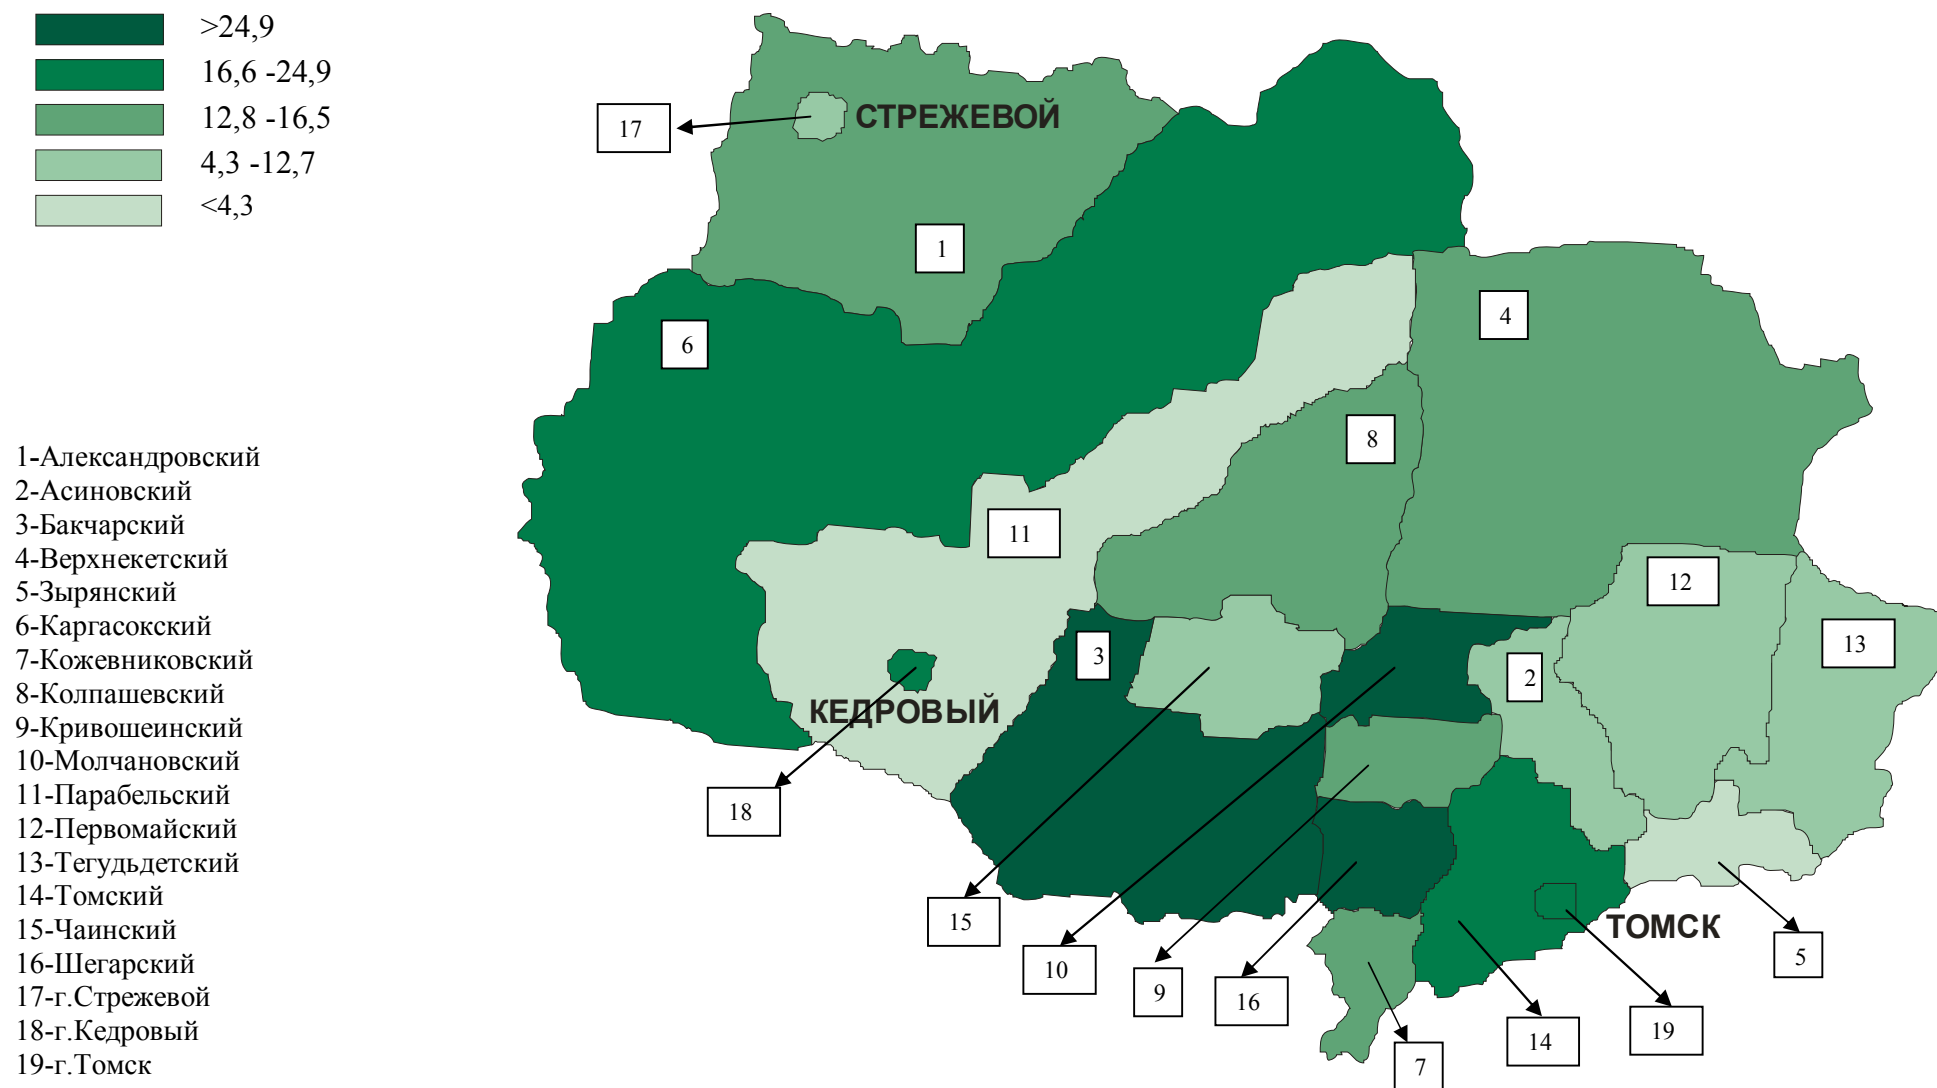 >24,9
16,6 -24,9
12,8 -16,5
4,3 -12,7
<4,3
СТРЕЖЕВОЙ
17
1
6
4
8
11
12
13
3
2
КЕДРОВЫЙ
18
15
10
9
16
ТОМСК
5
14
19
7
1-Александровский
2-Асиновский
3-Бакчарский
4-Верхнекетский
5-Зырянский
6-Каргасокский
7-Кожевниковский
8-Колпашевский
9-Кривошеинский
10-Молчановский
11-Парабельский
12-Первомайский
13-Тегудьдетский
14-Томский
15-Чаинский
16-Шегарский
17-г.Стрежевой
18-г.Кедровый
19-г.Томск